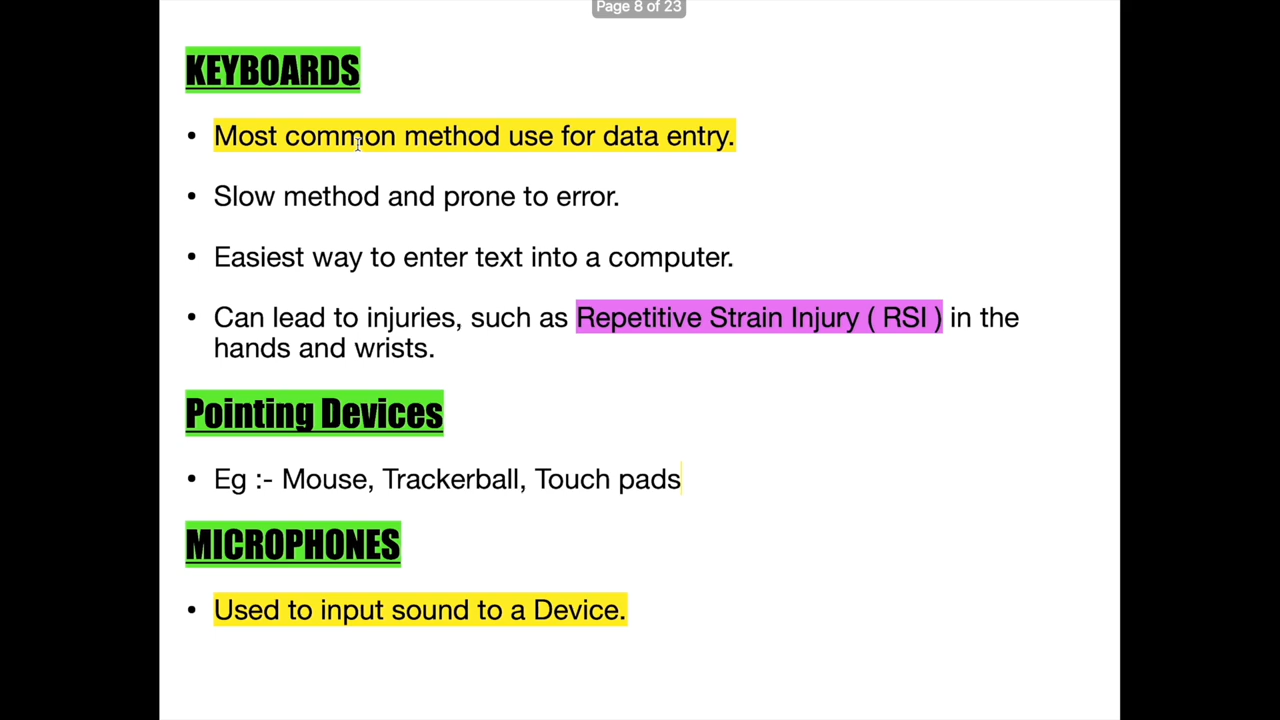 Page 8 of 23
KEYBOARDS
• Most common method use for data entry.
• Slow method and prone to error.
• Easiest way to enter text into a computer.
• Can lead to injuries, such as Repetitive Strain Injury ( RSI ) in the
hands and wrists.
Pointing Devices
• Eg :- Mouse, Trackerball, Touch pads
MICROPHONES
• Used to input sound to a Device.